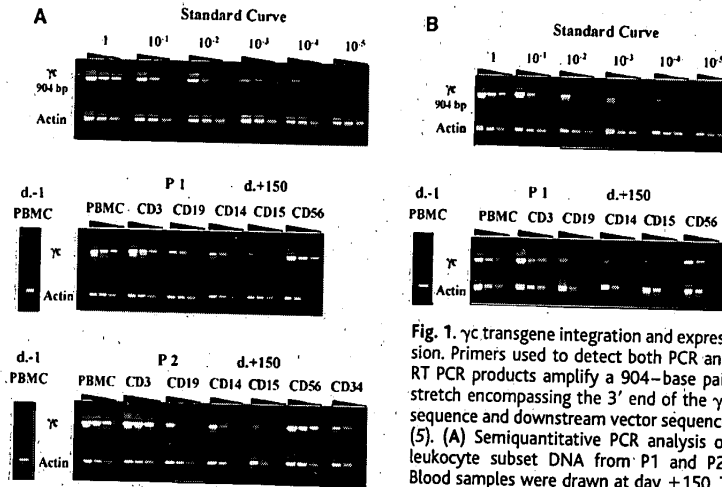 A
Standard Curve
1 10-1 10-2 10-3 10-4 10-5
γc
904 bp
Actin
P 1 d.+150
d.-1
PBMC
PBMC CD3 CD19 CD14 CD15 CD56
γc
Actin
P 2 d.+150
d.-1
PBMC
PBMC CD3 CD19 CD14 CD15 CD56 CD34
γc
Actin
B
Standard Curve
1 10-1 10-2 10-3 10-4 10-5
γc
904 bp
Actin
P 1 d.+150
d.-1
PBMC
PBMC CD3 CD19 CD14 CD15 CD56
γc
Actin
Fig. 1. γc transgene integration and expres-
sion. Primers used to detect both PCR an
RT PCR products amplify a 904–base pai
stretch encompassing the 3′ end of the γ
sequence and downstream vector sequenc
(5). (A) Semiquantitative PCR analysis o
leukocyte subset DNA from P1 and P2
Blood samples were drawn at day +150